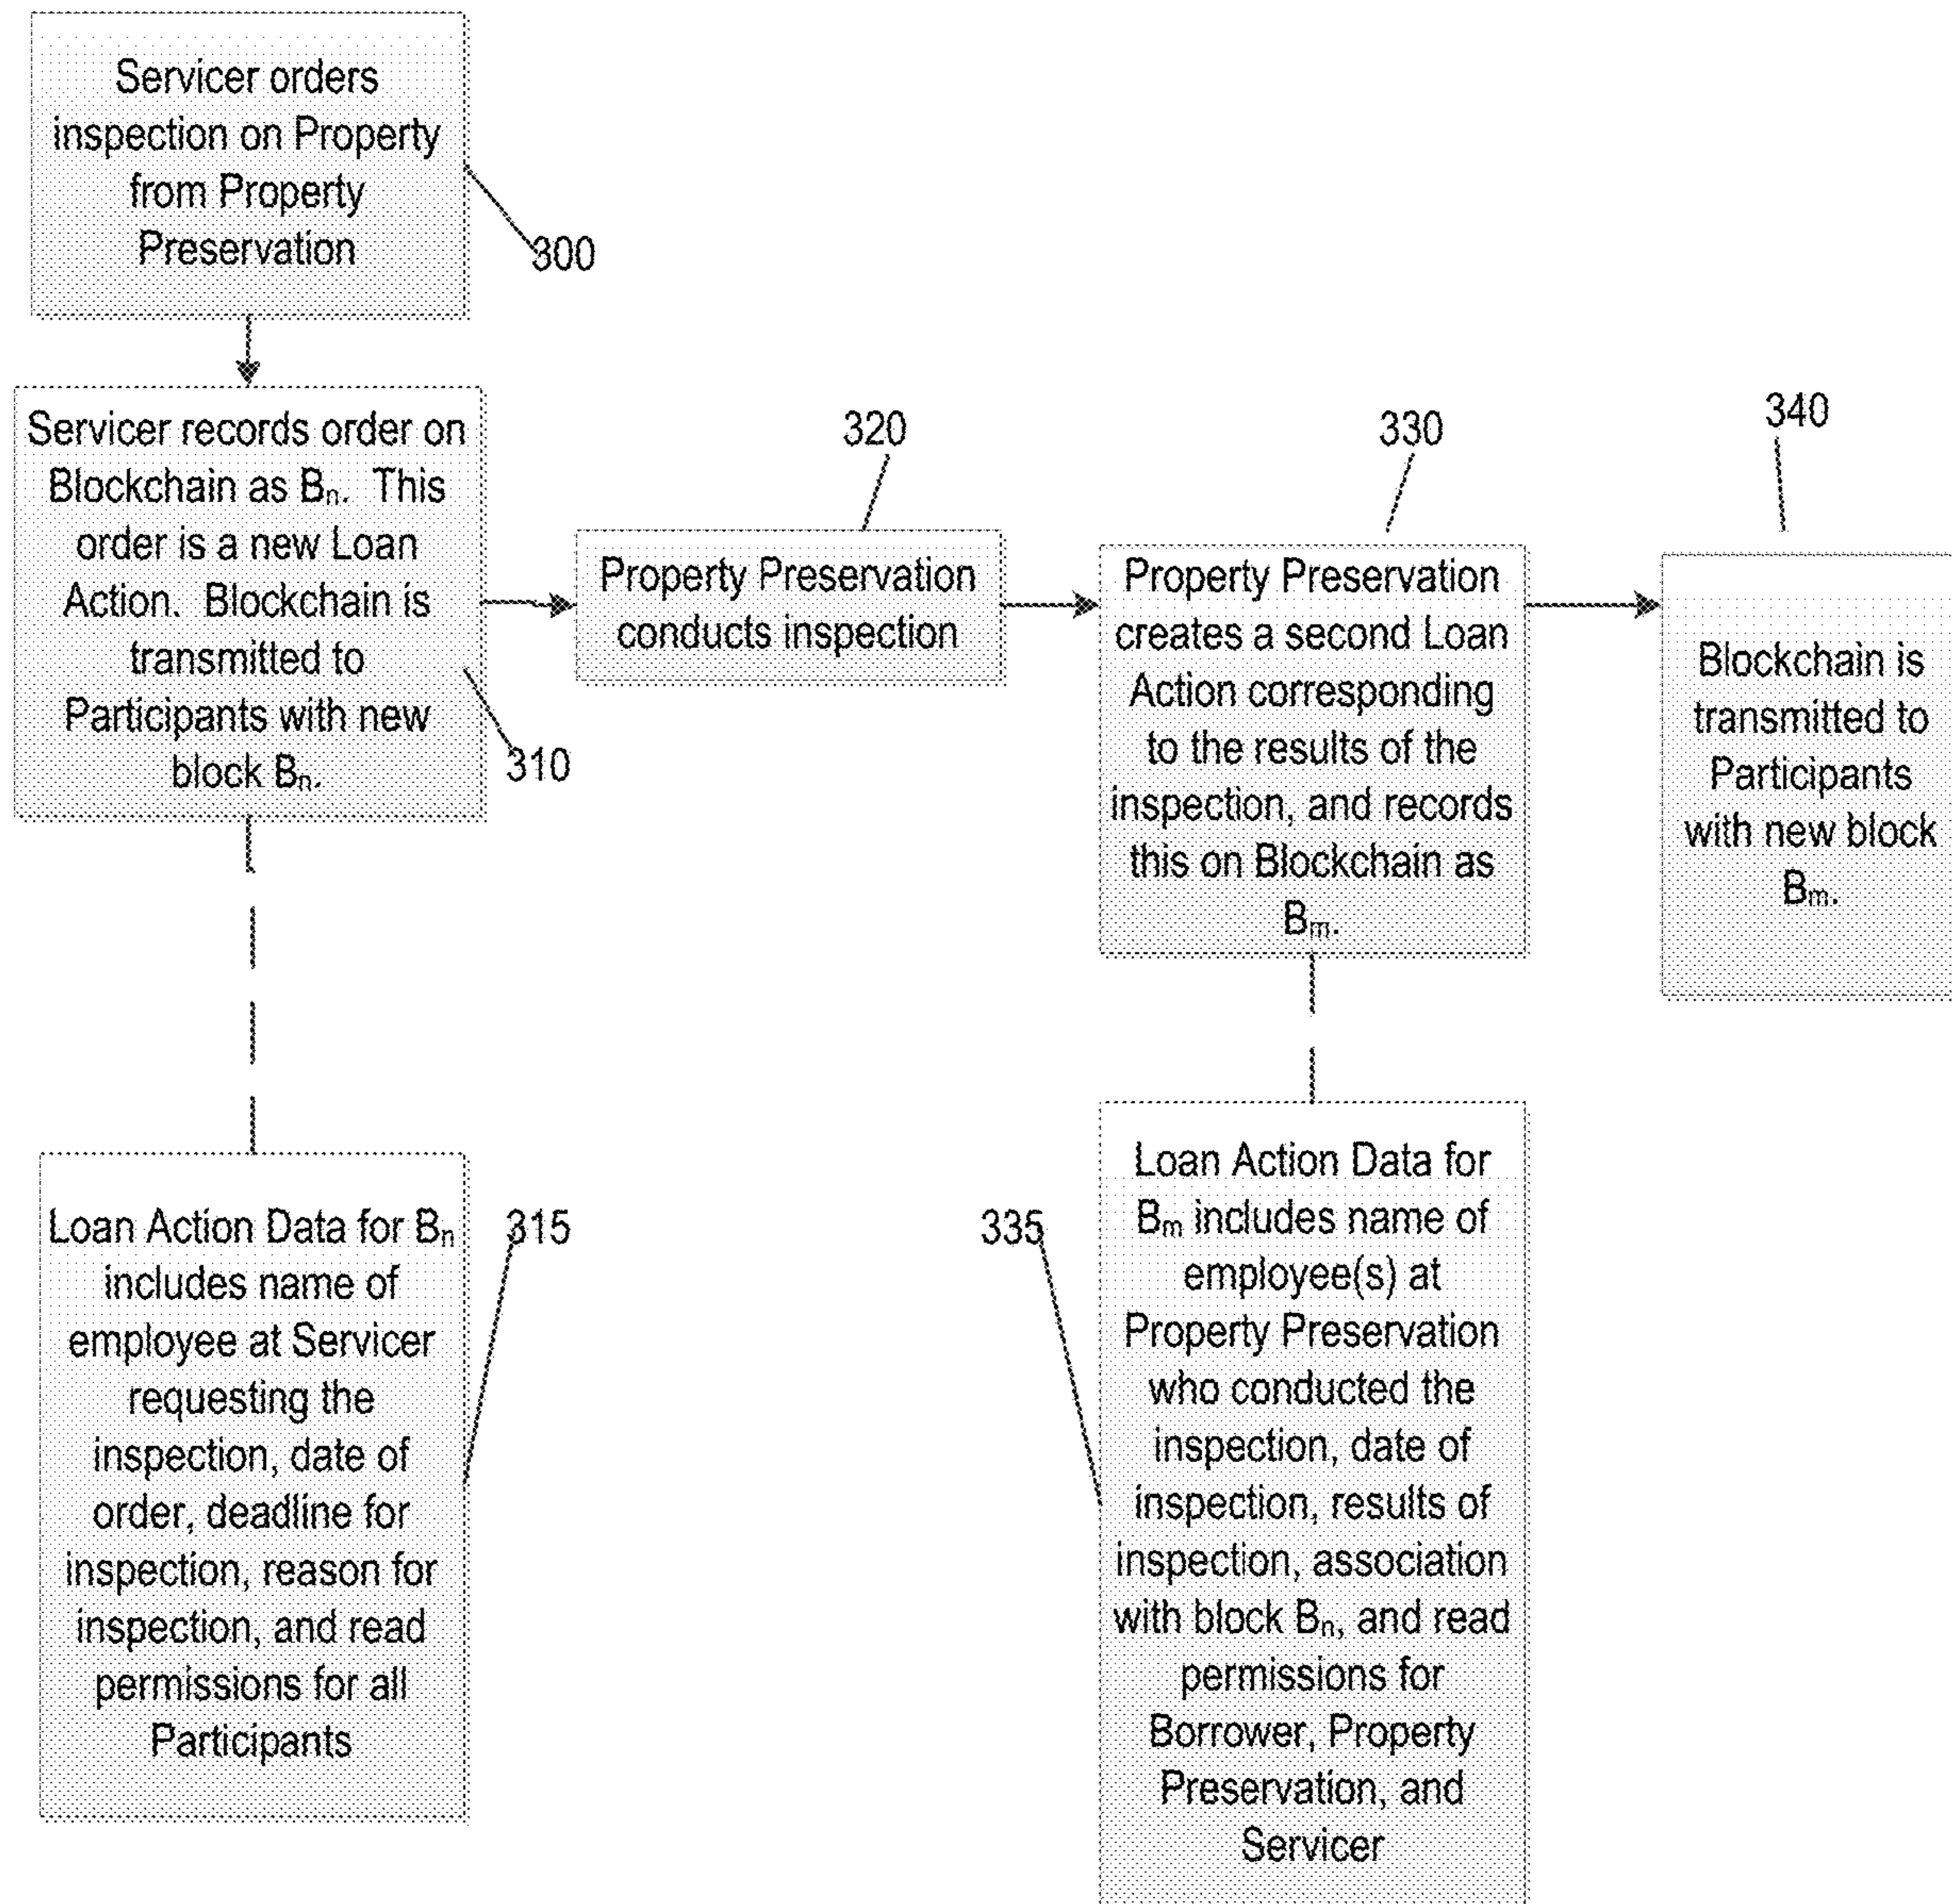 Servicer orders
inspection on Property
from Property
Preservation
300
Servicer records order on
Blockchain as Bn. This
order is a new Loan
Action. Blockchain is
transmitted to
Participants with new
block Bn.
310
320
Property Preservation
conducts inspection
330
Property Preservation
creates a second Loan
Action corresponding
to the results of the
inspection, and records
this on Blockchain as
Bm.
340
Blockchain is
transmitted to
Participants
with new block
Bm.
Loan Action Data for Bn
includes name of
employee at Servicer
requesting the
inspection, date of
order, deadline for
inspection, reason for
inspection, and read
permissions for all
Participants
315
335
Loan Action Data for
Bm includes name of
employee(s) at
Property Preservation
who conducted the
inspection, date of
inspection, results of
inspection, association
with block Bn, and read
permissions for
Borrower, Property
Preservation, and
Servicer